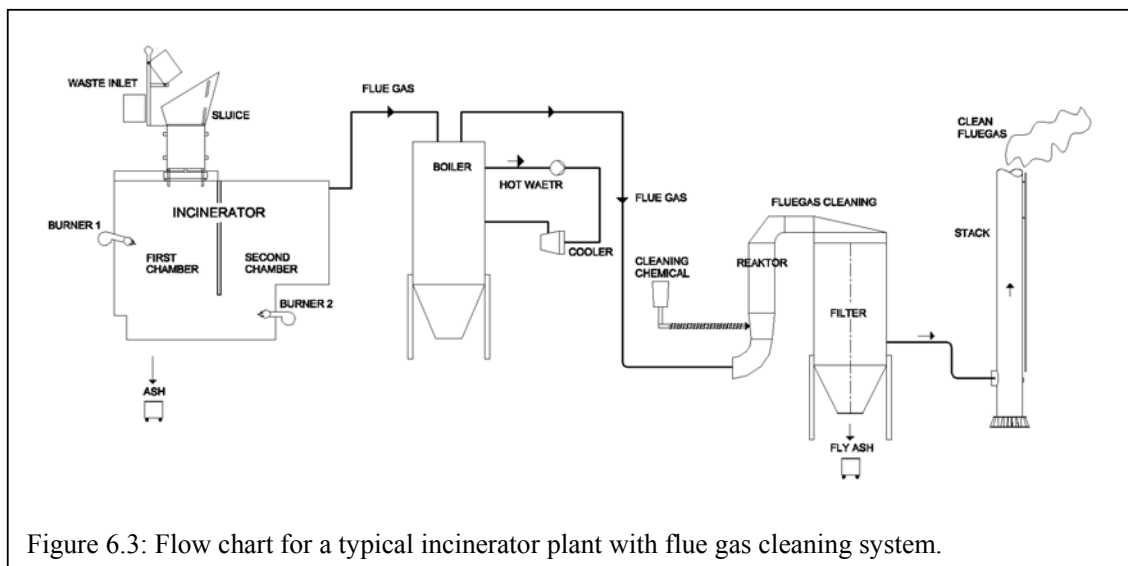 WASTE INLET
SLUICE
FLUE GAS
CLEAN
FLUEGAS
BOILER
HOT WAETR
INCINERATOR
FLUE GAS
FLUEGAS CLEANING
BURNER 1
STACK
FIRST
CHAMBER
SECOND
CHAMBER
COOLER
CLEANING
CHEMICAL
REAKTOR
BURNER 2
FILTER
ASH
FLY ASH
Figure 6.3: Flow chart for a typical incinerator plant with flue gas cleaning system.